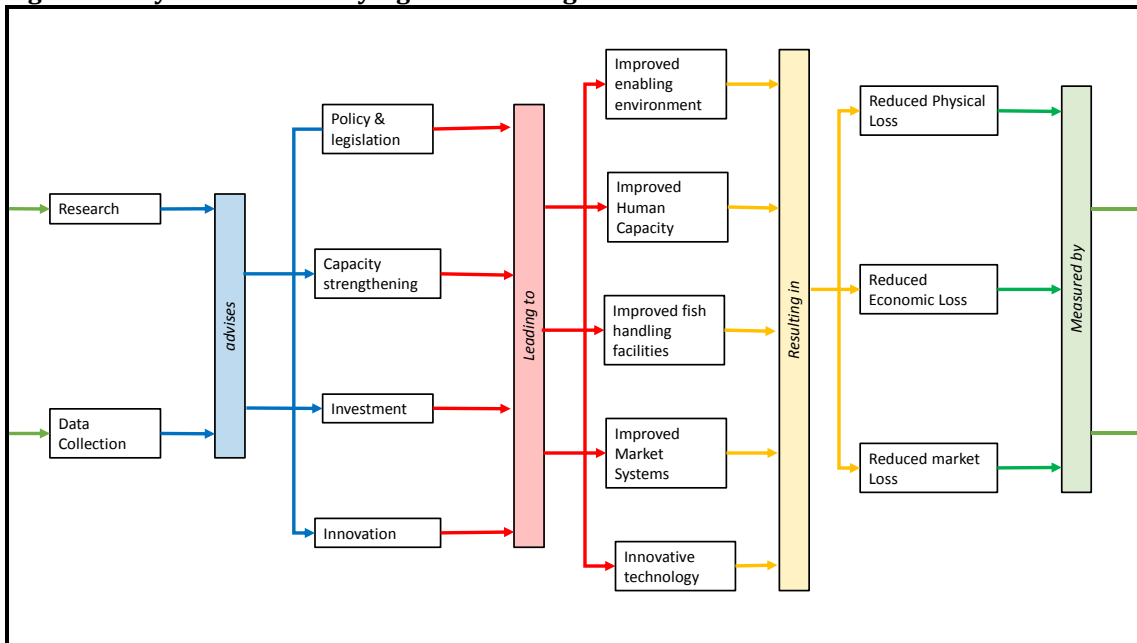 Research
Data
Collection
advises
Policy &
legislation
Capacity
strengthening
Investment
Innovation
Leading to
Improved
enabling
environment
Improved
Human
Capacity
Improved fish
handling
facilities
Improved
Market
Systems
Innovative
technology
Resulting in
Reduced Physical
Loss
Reduced
Economic Loss
Reduced market
Loss
Measured by